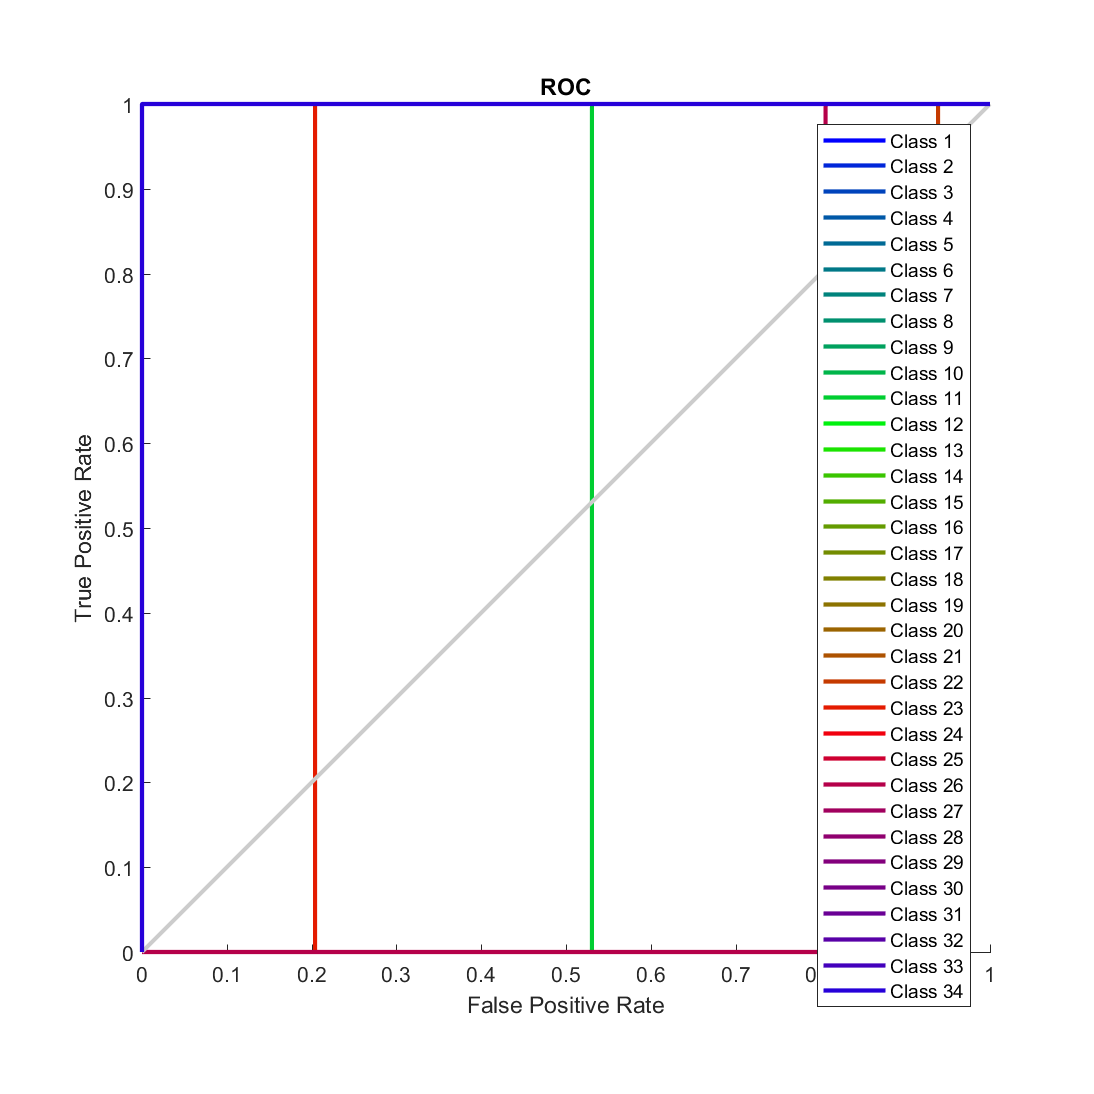 ROC
1
0.9
0.8
0.7
0.6
0.5
0.4
0.3
0.2
0.1
0
True Positive Rate
Class 1
Class 2
Class 3
Class 4
Class 5
Class 6
Class 7
Class 8
Class 9
Class 10
Class 11
Class 12
Class 13
Class 14
Class 15
Class 16
Class 17
Class 18
Class 19
Class 20
Class 21
Class 22
Class 23
Class 24
Class 25
Class 26
Class 27
Class 28
Class 29
Class 30
Class 31
Class 32
Class 33
Class 34
0 0.1 0.2 0.3 0.4 0.5 0.6 0.7 1
False Positive Rate